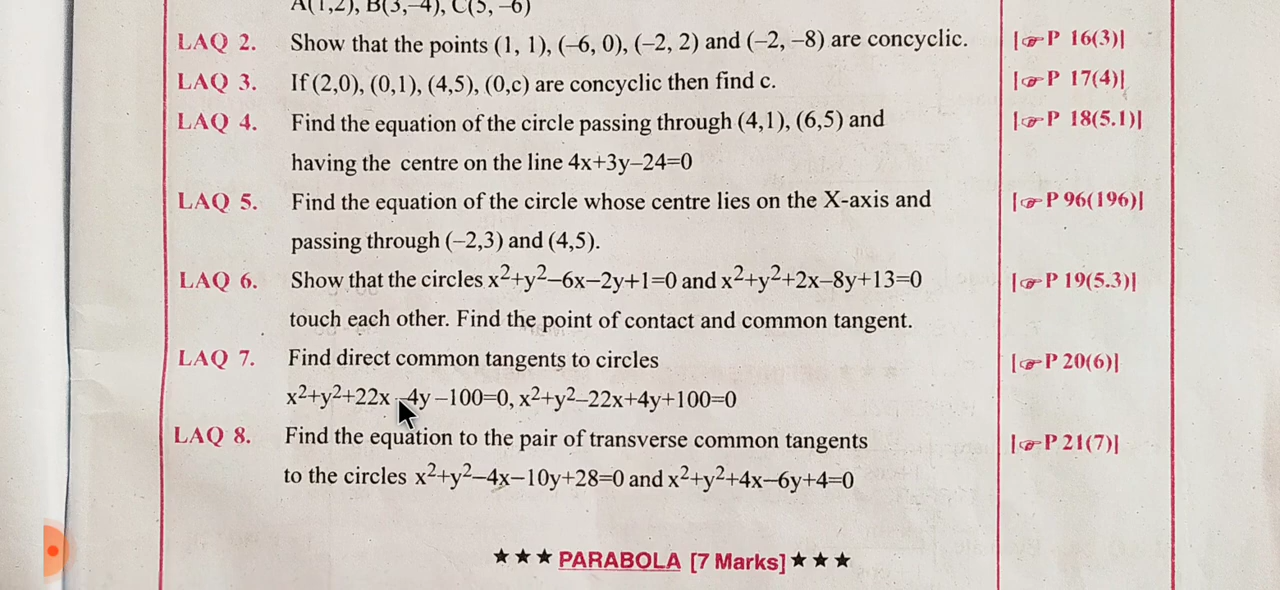 A(1,2), B(3,–4), C(5, –6)
LAQ 2. Show that the points (1, 1), (–6, 0), (–2, 2) and (–2, –8) are concyclic. [☞P 16(3)]
LAQ 3. If (2,0), (0,1), (4,5), (0,c) are concyclic then find c. [☞P 17(4)]
LAQ 4. Find the equation of the circle passing through (4,1), (6,5) and [☞P 18(5.1)]
having the centre on the line 4x+3y–24=0
LAQ 5. Find the equation of the circle whose centre lies on the X-axis and [☞P 96(196)]
passing through (–2,3) and (4,5).
LAQ 6. Show that the circles x²+y²–6x–2y+1=0 and x²+y²+2x–8y+13=0 [☞P 19(5.3)]
touch each other. Find the point of contact and common tangent.
LAQ 7. Find direct common tangents to circles [☞P 20(6)]
x²+y²+22x–4y–100=0, x²+y²–22x+4y+100=0
LAQ 8. Find the equation to the pair of transverse common tangents [☞P 21(7)]
to the circles x²+y²–4x–10y+28=0 and x²+y²+4x–6y+4=0
★★★ PARABOLA [7 Marks] ★★★